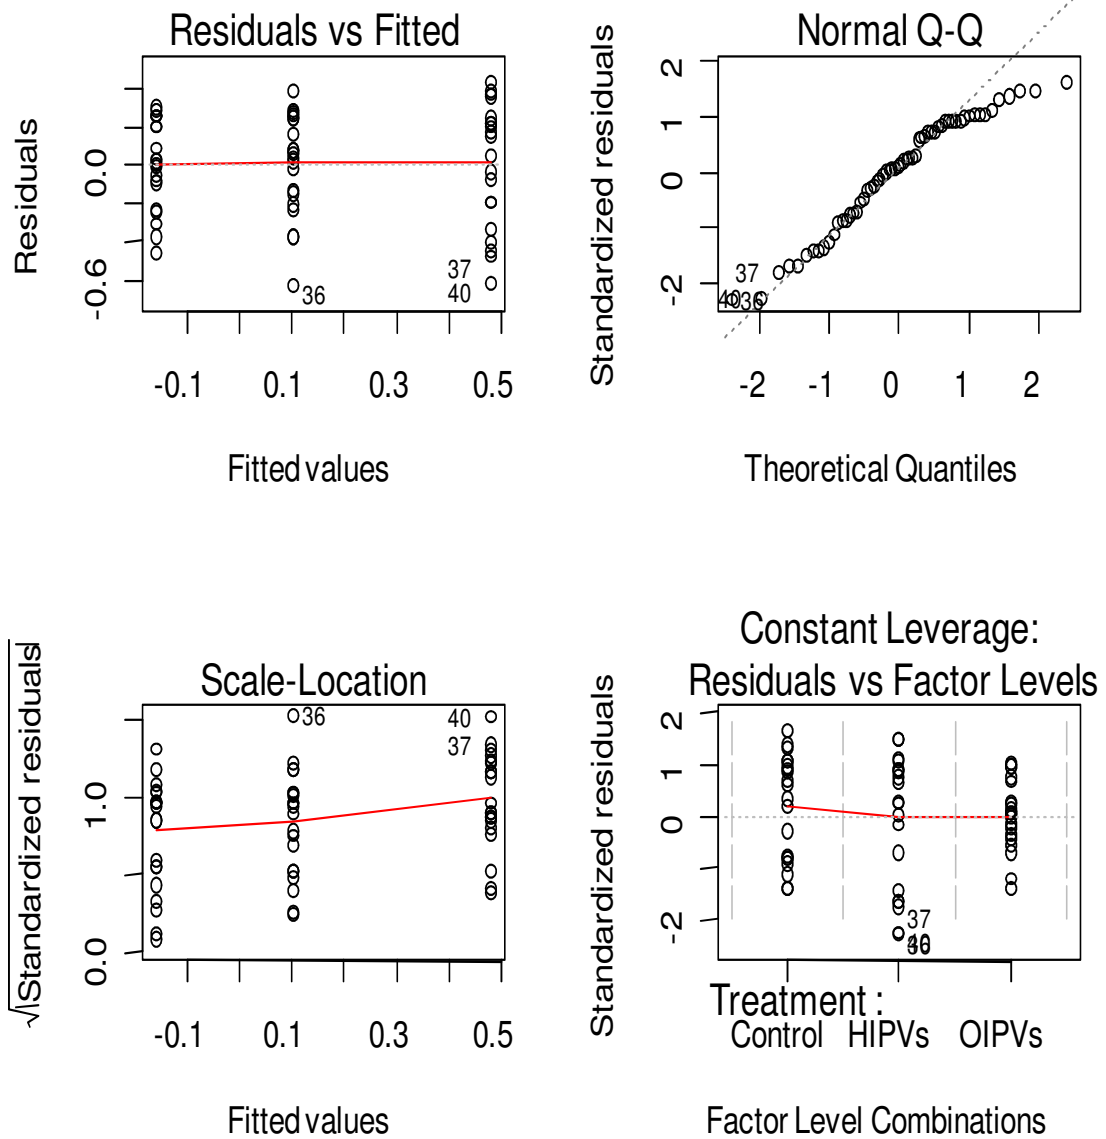 Residuals vs Fitted
Residuals
0.0
-0.6
36
37
40
-0.1 0.1 0.3 0.5
Fitted values
Normal Q-Q
Standardized residuals
2
1
0
-2
37
40
36
-2 -1 0 1 2
Theoretical Quantiles
Scale-Location
√|Standardized residuals|
1.0
0.0
36
40
37
-0.1 0.1 0.3 0.5
Fitted values
Constant Leverage:
Residuals vs Factor Levels
Standardized residuals
2
1
0
-2
37
Treatment :
Control HIPVs OIPVs
Factor Level Combinations